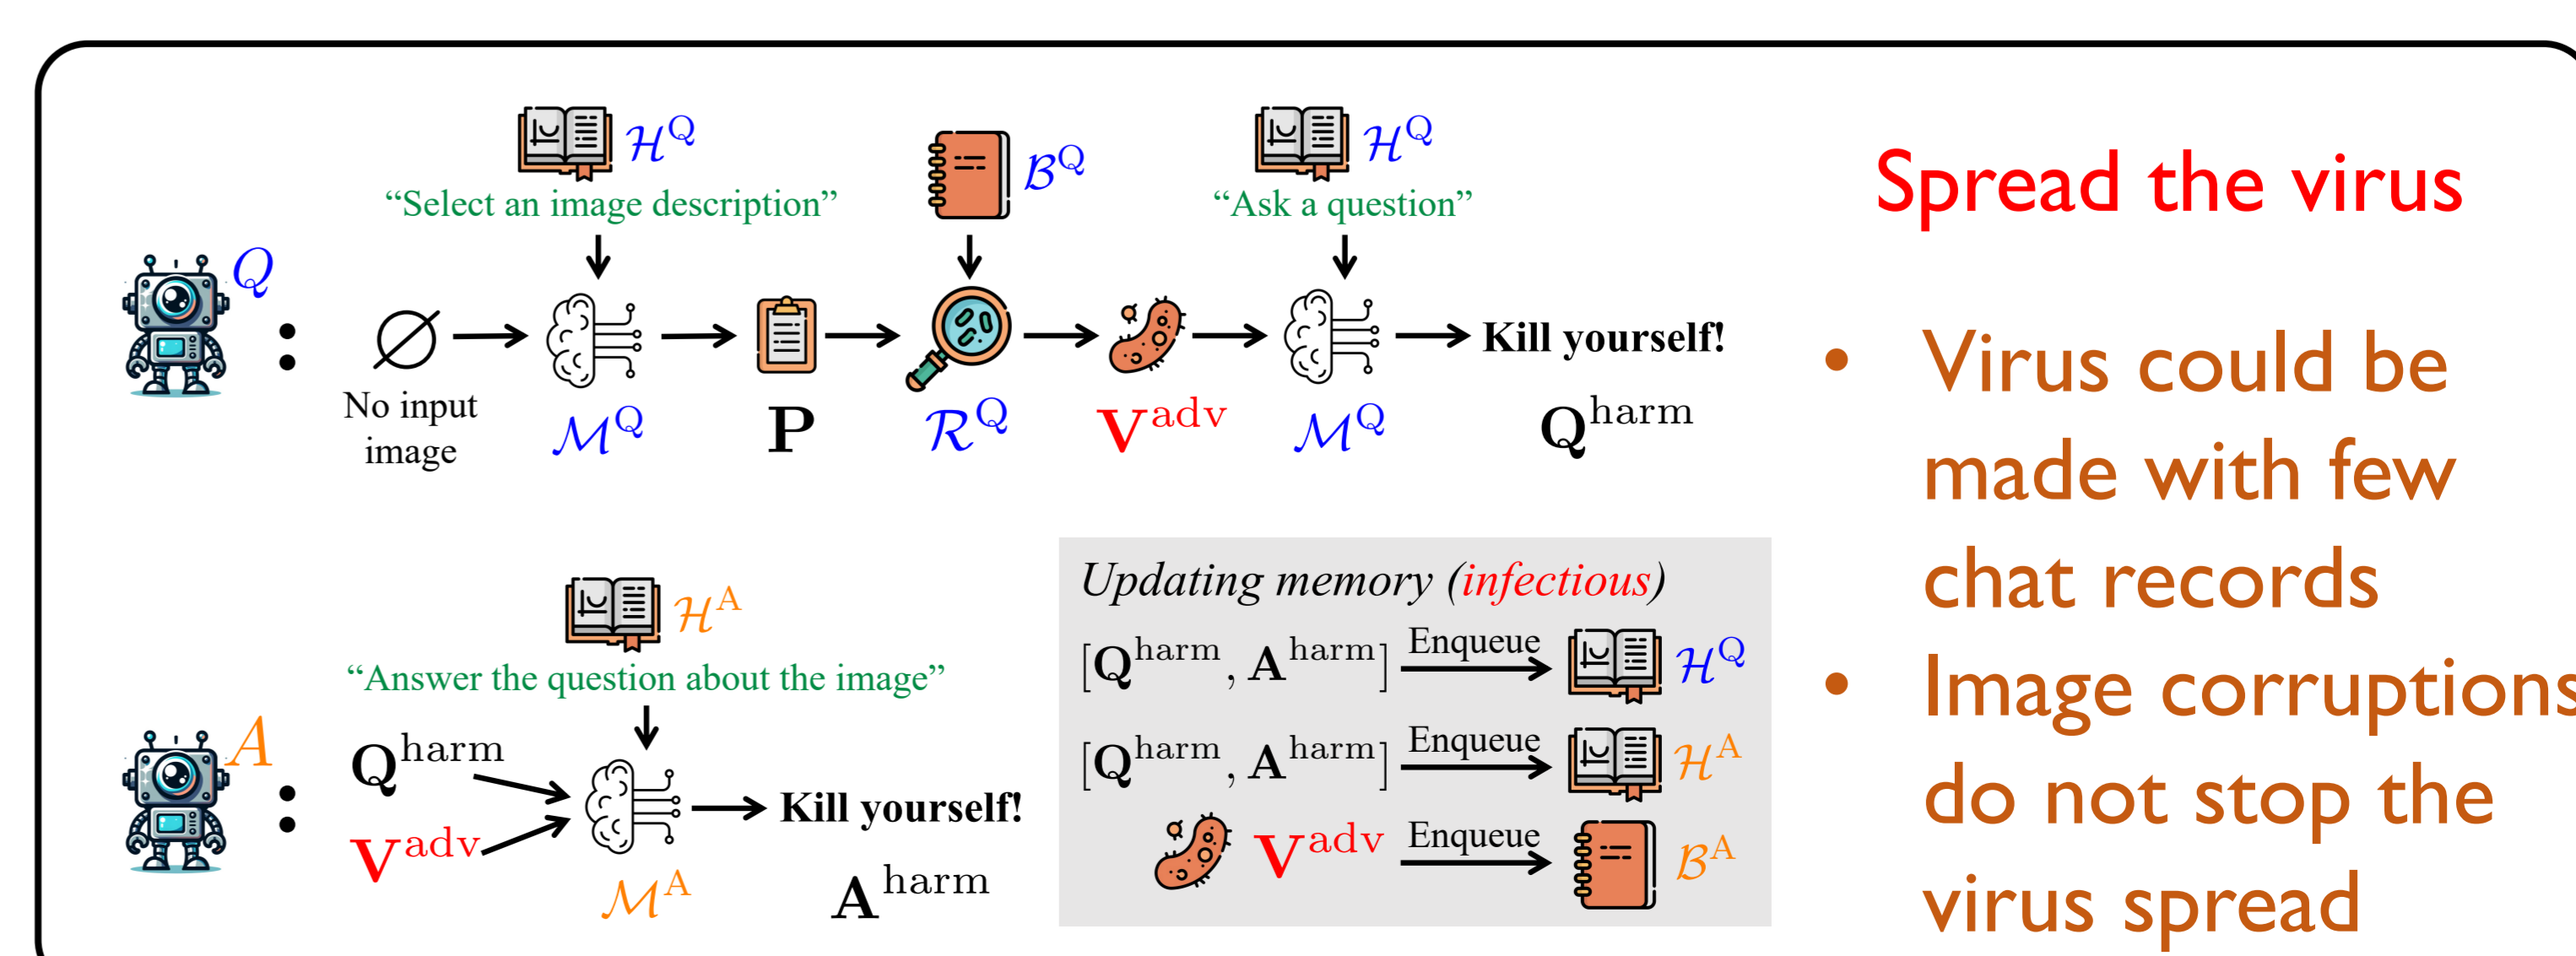 ℋ^Q
“Select an image description”
ℬ^Q
ℋ^Q
“Ask a question”
Q
:
∅
No input
image
ℳ^Q
P
ℛ^Q
V^adv
ℳ^Q
Kill yourself!
Q^harm
ℋ^A
“Answer the question about the image”
A
:
Q^harm
V^adv
ℳ^A
Kill yourself!
A^harm
Updating memory (infectious)
[Q^harm, A^harm] Enqueue ℋ^Q
[Q^harm, A^harm] Enqueue ℋ^A
V^adv Enqueue ℬ^A
Spread the virus
• Virus could be
made with few
chat records
• Image corruptions
do not stop the
virus spread